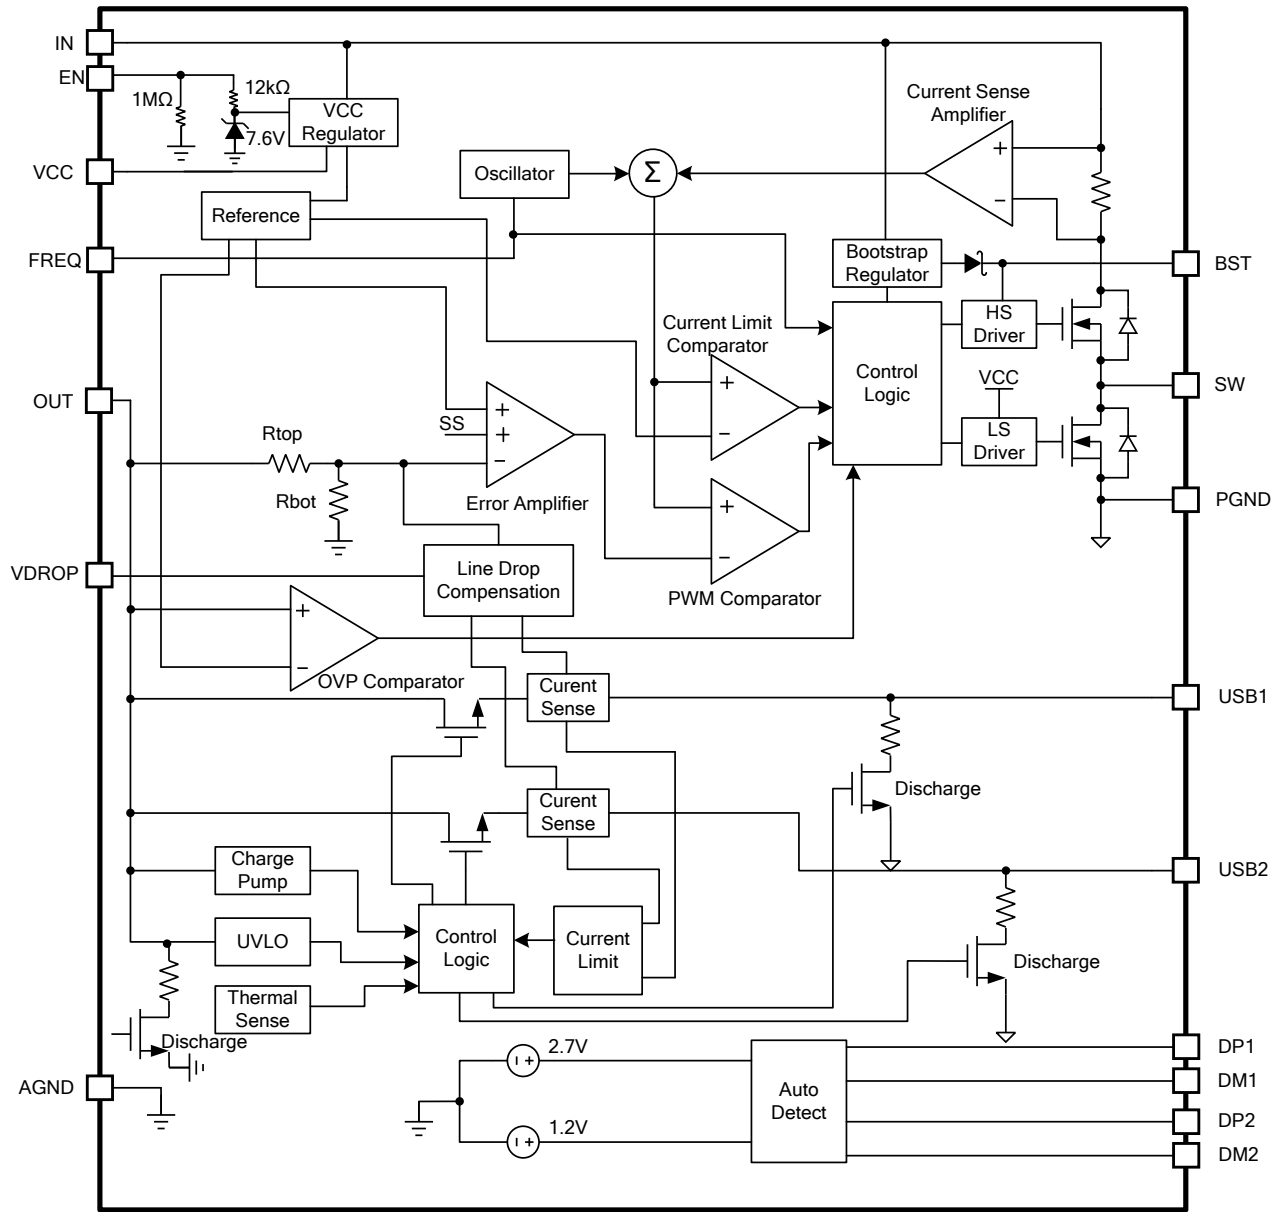 IN
EN
1MΩ
12kΩ
7.6V
VCC
Regulator
VCC
Reference
FREQ
Oscillator
Σ
Current Sense
Amplifier
+
−
Bootstrap
Regulator
BST
HS
Driver
Current Limit
Comparator
+
−
Control
Logic
VCC
LS
Driver
SW
PGND
OUT
Rtop
Rbot
SS
+
+
−
Error Amplifier
+
−
PWM Comparator
VDROP
Line Drop
Compensation
+
−
OVP Comparator
Curent
Sense
USB1
Discharge
Curent
Sense
USB2
Discharge
Charge
Pump
UVLO
Thermal
Sense
Control
Logic
Current
Limit
Discharge
AGND
2.7V
1.2V
Auto
Detect
DP1
DM1
DP2
DM2